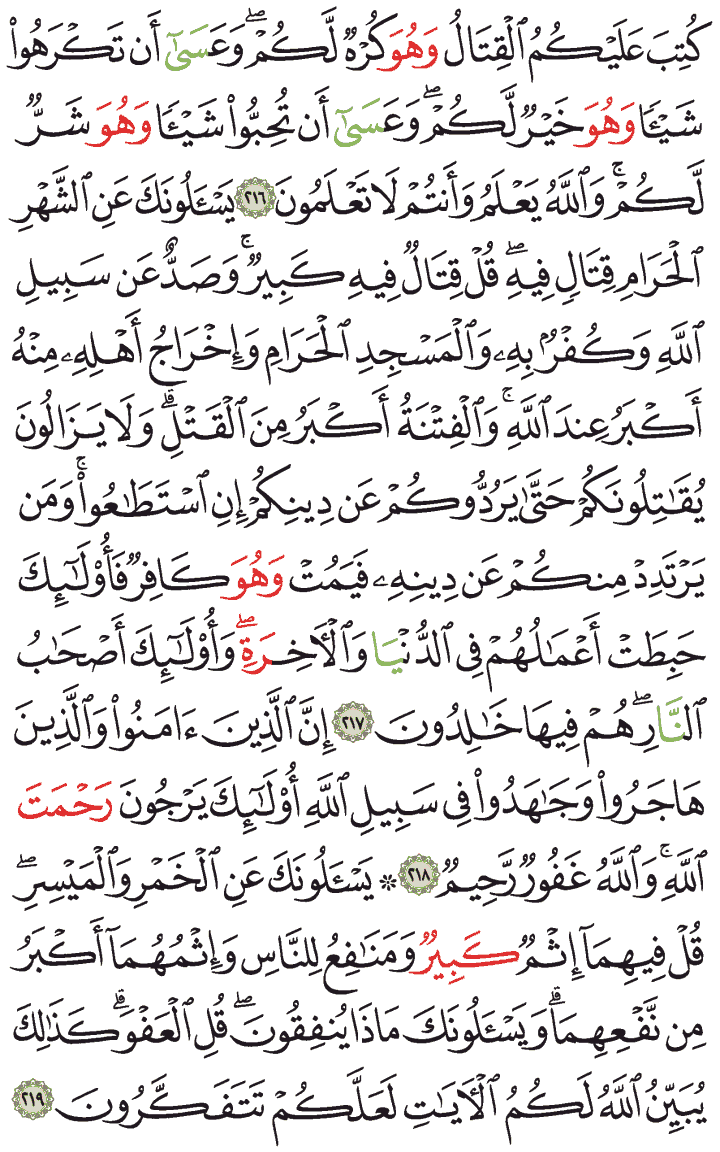 كُتِبَ عَلَيْكُمُ ٱلْقِتَالُ وَهُوَ كُرْهٌۭ لَّكُمْ ۖ وَعَسَىٰٓ أَن تَكْرَهُوا۟
شَيْـًۭٔا وَهُوَ خَيْرٌۭ لَّكُمْ ۖ وَعَسَىٰٓ أَن تُحِبُّوا۟ شَيْـًۭٔا وَهُوَ شَرٌّۭ
لَّكُمْ ۗ وَٱللَّهُ يَعْلَمُ وَأَنتُمْ لَا تَعْلَمُونَ ٢١٦ يَسْـَٔلُونَكَ عَنِ ٱلشَّهْرِ
ٱلْحَرَامِ قِتَالٍۢ فِيهِ ۖ قُلْ قِتَالٌۭ فِيهِ كَبِيرٌۭ ۚ وَصَدٌّ عَن سَبِيلِ
ٱللَّهِ وَكُفْرٌۢ بِهِۦ وَٱلْمَسْجِدِ ٱلْحَرَامِ وَإِخْرَاجُ أَهْلِهِۦ مِنْهُ
أَكْبَرُ عِندَ ٱللَّهِ ۚ وَٱلْفِتْنَةُ أَكْبَرُ مِنَ ٱلْقَتْلِ ۗ وَلَا يَزَالُونَ
يُقَـٰتِلُونَكُمْ حَتَّىٰ يَرُدُّوكُمْ عَن دِينِكُمْ إِنِ ٱسْتَطَـٰعُوا۟ ۚ وَمَن
يَرْتَدِدْ مِنكُمْ عَن دِينِهِۦ فَيَمُتْ وَهُوَ كَافِرٌۭ فَأُو۟لَـٰٓئِكَ
حَبِطَتْ أَعْمَـٰلُهُمْ فِى ٱلدُّنْيَا وَٱلْـَٔاخِرَةِ ۖ وَأُو۟لَـٰٓئِكَ أَصْحَـٰبُ
ٱلنَّارِ ۖ هُمْ فِيهَا خَـٰلِدُونَ ٢١٧ إِنَّ ٱلَّذِينَ ءَامَنُوا۟ وَٱلَّذِينَ
هَاجَرُوا۟ وَجَـٰهَدُوا۟ فِى سَبِيلِ ٱللَّهِ أُو۟لَـٰٓئِكَ يَرْجُونَ رَحْمَتَ
ٱللَّهِ ۚ وَٱللَّهُ غَفُورٌۭ رَّحِيمٌۭ ٢١٨ ۞ يَسْـَٔلُونَكَ عَنِ ٱلْخَمْرِ وَٱلْمَيْسِرِ ۖ
قُلْ فِيهِمَآ إِثْمٌۭ كَبِيرٌۭ وَمَنَـٰفِعُ لِلنَّاسِ وَإِثْمُهُمَآ أَكْبَرُ
مِن نَّفْعِهِمَا ۗ وَيَسْـَٔلُونَكَ مَاذَا يُنفِقُونَ ۖ قُلِ ٱلْعَفْوَ ۗ كَذَٰلِكَ
يُبَيِّنُ ٱللَّهُ لَكُمُ ٱلْـَٔايَـٰتِ لَعَلَّكُمْ تَتَفَكَّرُونَ ٢١٩